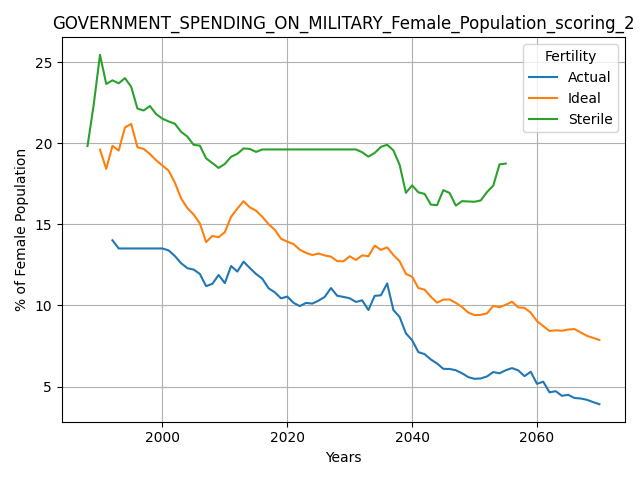 GOVERNMENT_SPENDING_ON_MILITARY_Female_Population_scoring_2
Fertility
Actual
Ideal
Sterile
% of Female Population
25
20
15
10
5
2000 2020 2040 2060
Years